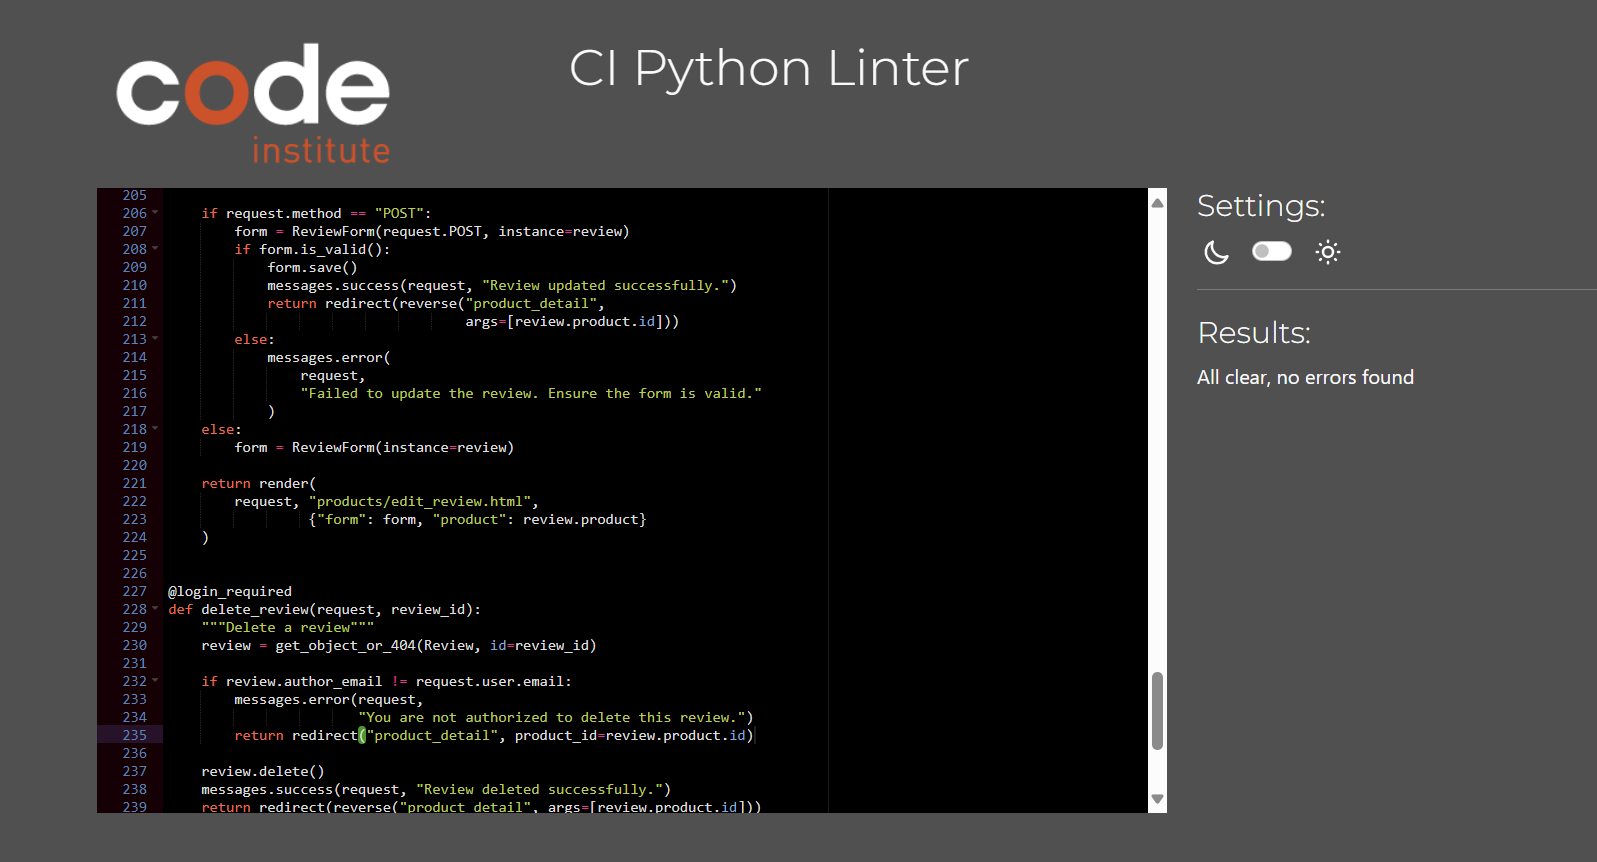 code
institute
CI Python Linter
205
206 if request.method == "POST":
207 form = ReviewForm(request.POST, instance=review)
208 if form.is_valid():
209 form.save()
210 messages.success(request, "Review updated successfully.")
211 return redirect(reverse("product_detail",
212 args=[review.product.id]))
213 else:
214 messages.error(
215 request,
216 "Failed to update the review. Ensure the form is valid."
217 )
218 else:
219 form = ReviewForm(instance=review)
220
221 return render(
222 request, "products/edit_review.html",
223 {"form": form, "product": review.product}
224 )
225
226
227 @login_required
228 def delete_review(request, review_id):
229 """Delete a review"""
230 review = get_object_or_404(Review, id=review_id)
231
232 if review.author_email != request.user.email:
233 messages.error(request,
234 "You are not authorized to delete this review.")
235 return redirect("product_detail", product_id=review.product.id)
236
237 review.delete()
238 messages.success(request, "Review deleted successfully.")
239 return redirect(reverse("product_detail", args=[review.product.id]))
Settings:
Results:
All clear, no errors found